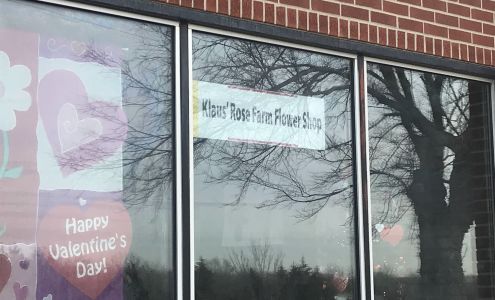 Klaus' Rose Farm Flower Shop
Happy
Valentine's
Day!